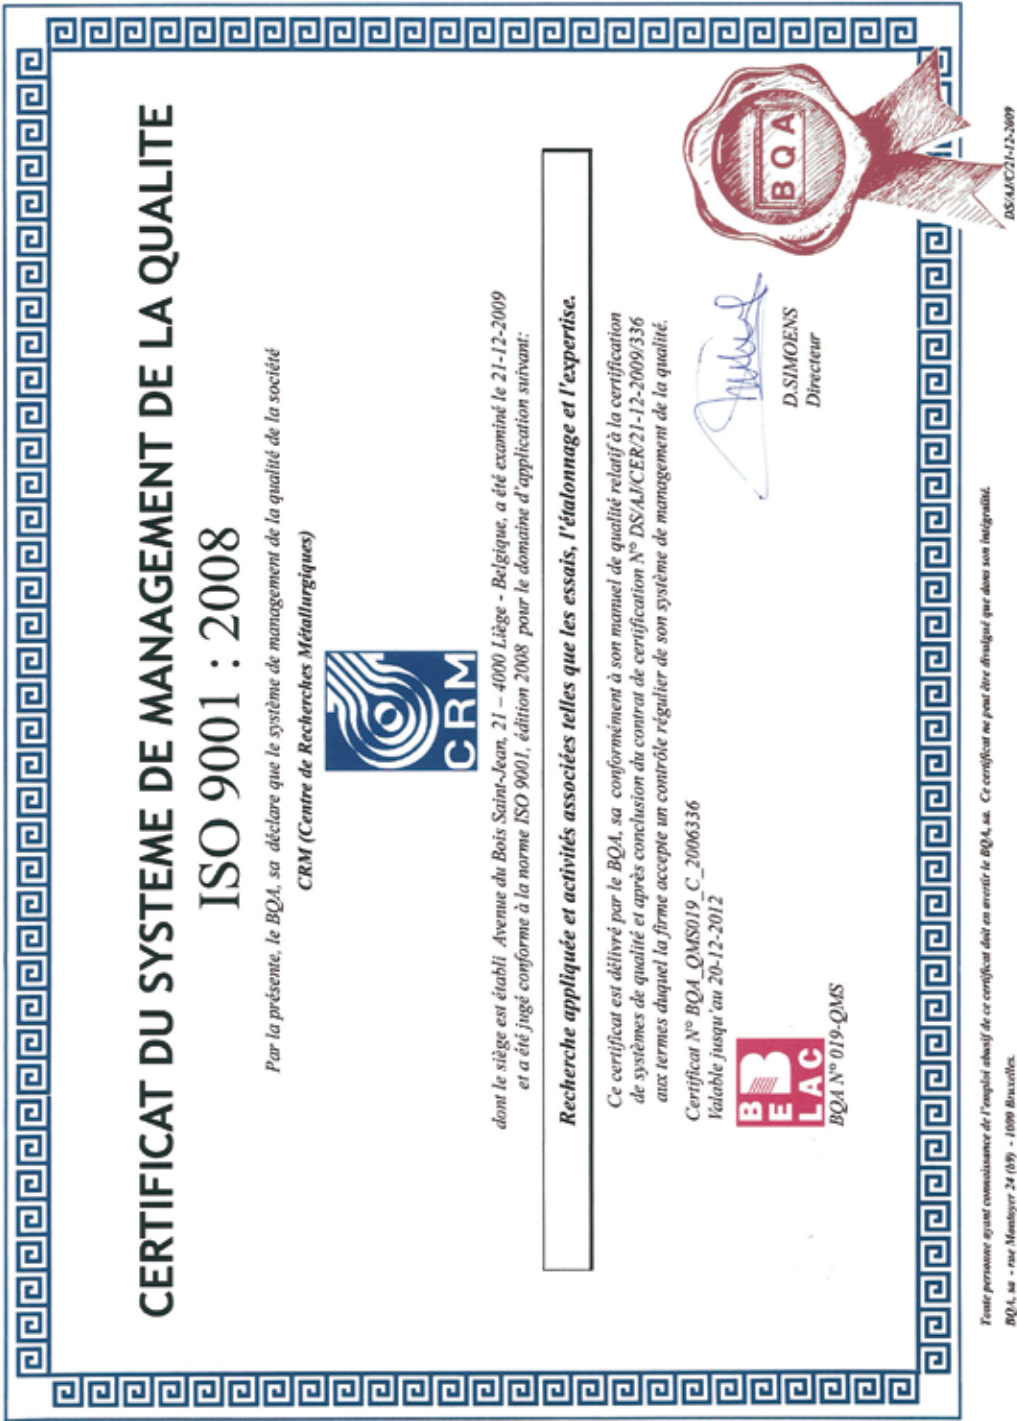 CERTIFICAT DU SYSTEME DE MANAGEMENT DE LA QUALITE
ISO 9001 : 2008
Par la présente, le BQA, sa déclare que le système de management de la qualité de la société
CRM (Centre de Recherches Métallurgiques)
CRM
dont le siège est établi Avenue du Bois Saint-Jean, 21 – 4000 Liège - Belgique, a été examiné le 21-12-2009
et a été jugé conforme à la norme ISO 9001, édition 2008 pour le domaine d'application suivant:
Recherche appliquée et activités associées telles que les essais, l'étalonnage et l'expertise.
Ce certificat est délivré par le BQA, sa conformément à son manuel de qualité relatif à la certification
de systèmes de qualité et après conclusion du contrat de certification N° DS/AJ/CER/21-12-2009/336
aux termes duquel la firme accepte un contrôle régulier de son système de management de la qualité.
Certificat N° BQA_QMS019_C_2006336
Valable jusqu'au 20-12-2012
BELAC
BQA N° 019-QMS
D.SIMOENS
Directeur
BQA
Toute personne ayant connaissance de l'emploi abusif de ce certificat doit en avertir le BQA, sa. Ce certificat ne peut être divulgué que dans son intégralité.
BQA, sa - rue Montoyer 24 (b9) - 1000 Bruxelles.
DS/AJ/C/21-12-2009